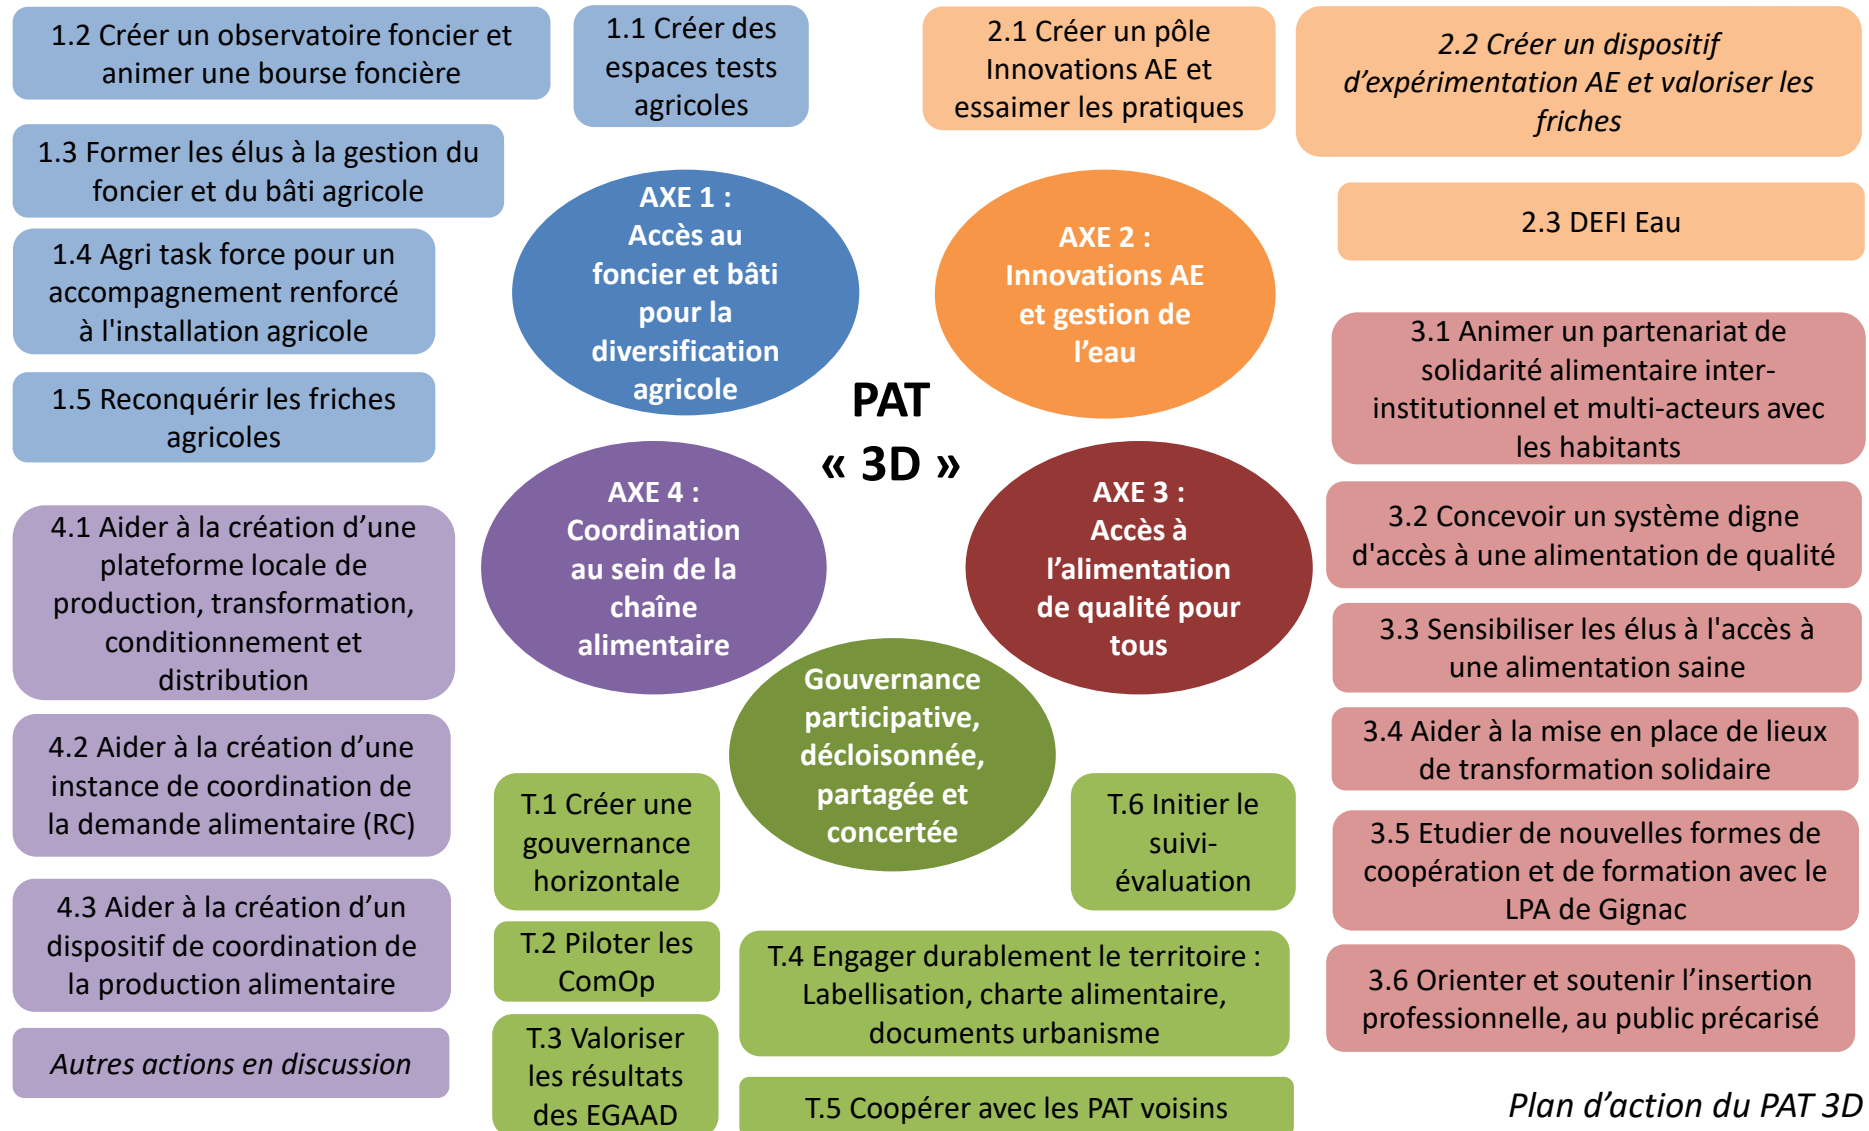 1.2 Créer un observatoire foncier et
animer une bourse foncière
1.1 Créer des
espaces tests
agricoles
2.1 Créer un pôle
Innovations AE et
essaimer les pratiques
2.2 Créer un dispositif
d’expérimentation AE et valoriser les
friches
1.3 Former les élus à la gestion du
foncier et du bâti agricole
AXE 1 :
Accès au
foncier et bâti
pour la
diversification
agricole
AXE 2 :
Innovations AE
et gestion de
l’eau
2.3 DEFI Eau
1.4 Agri task force pour un
accompagnement renforcé
à l'installation agricole
1.5 Reconquérir les friches
agricoles
PAT
« 3D »
3.1 Animer un partenariat de
solidarité alimentaire inter-
institutionnel et multi-acteurs avec
les habitants
AXE 4 :
Coordination
au sein de la
chaîne
alimentaire
AXE 3 :
Accès à
l’alimentation
de qualité pour
tous
3.2 Concevoir un système digne
d'accès à une alimentation de qualité
4.1 Aider à la création d’une
plateforme locale de
production, transformation,
conditionnement et
distribution
3.3 Sensibiliser les élus à l'accès à
une alimentation saine
Gouvernance
participative,
décloisonnée,
partagée et
concertée
3.4 Aider à la mise en place de lieux
de transformation solidaire
4.2 Aider à la création d’une
instance de coordination de
la demande alimentaire (RC)
T.1 Créer une
gouvernance
horizontale
T.6 Initier le
suivi-
évaluation
3.5 Etudier de nouvelles formes de
coopération et de formation avec le
LPA de Gignac
4.3 Aider à la création d’un
dispositif de coordination de
la production alimentaire
T.2 Piloter les
ComOp
T.4 Engager durablement le territoire :
Labellisation, charte alimentaire,
documents urbanisme
3.6 Orienter et soutenir l’insertion
professionnelle, au public précarisé
Autres actions en discussion
T.3 Valoriser
les résultats
des EGAAD
T.5 Coopérer avec les PAT voisins
Plan d’action du PAT 3D